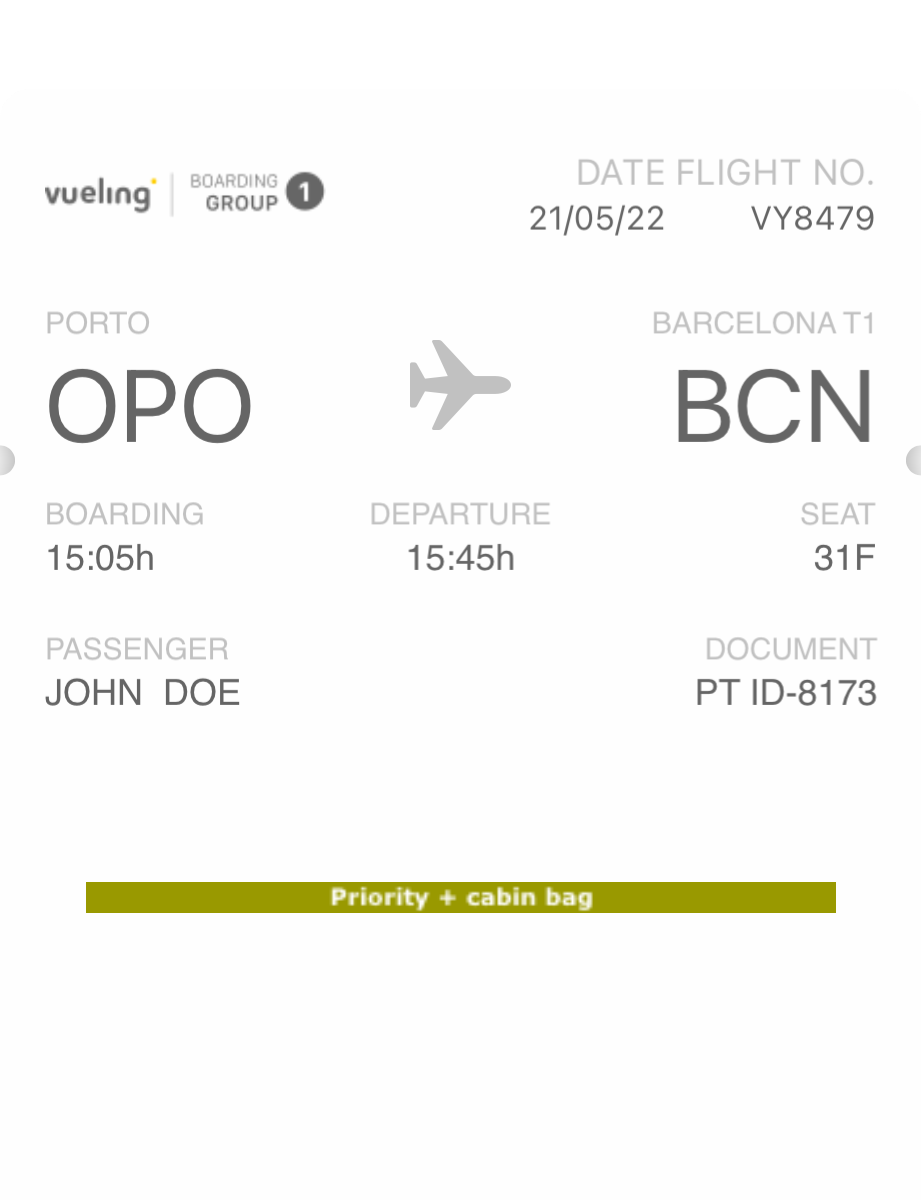 vueling BOARDING GROUP 1
DATE FLIGHT NO.
21/05/22 VY8479
PORTO BARCELONA T1
OPO BCN
BOARDING DEPARTURE SEAT
15:05h 15:45h 31F
PASSENGER DOCUMENT
JOHN DOE PT ID-8173
Priority + cabin bag